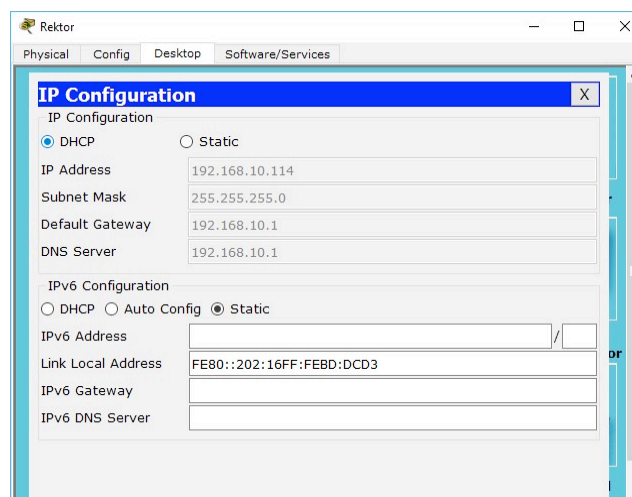 Rektor
Physical Config Desktop Software/Services
IP Configuration X
IP Configuration
DHCP Static
IP Address 192.168.10.114
Subnet Mask 255.255.255.0
Default Gateway 192.168.10.1
DNS Server 192.168.10.1
IPv6 Configuration
DHCP Auto Config Static
IPv6 Address /
Link Local Address FE80::202:16FF:FEBD:DCD3
IPv6 Gateway
IPv6 DNS Server
or